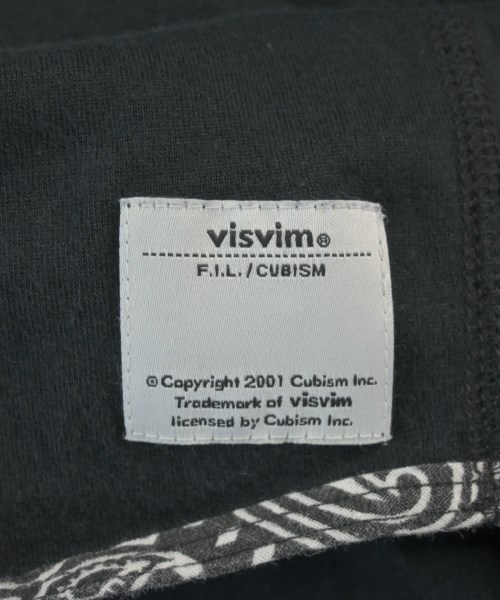 visvim®
F.I.L./CUBISM
© Copyright 2001 Cubism Inc.
Trademark of visvim
licensed by Cubism Inc.